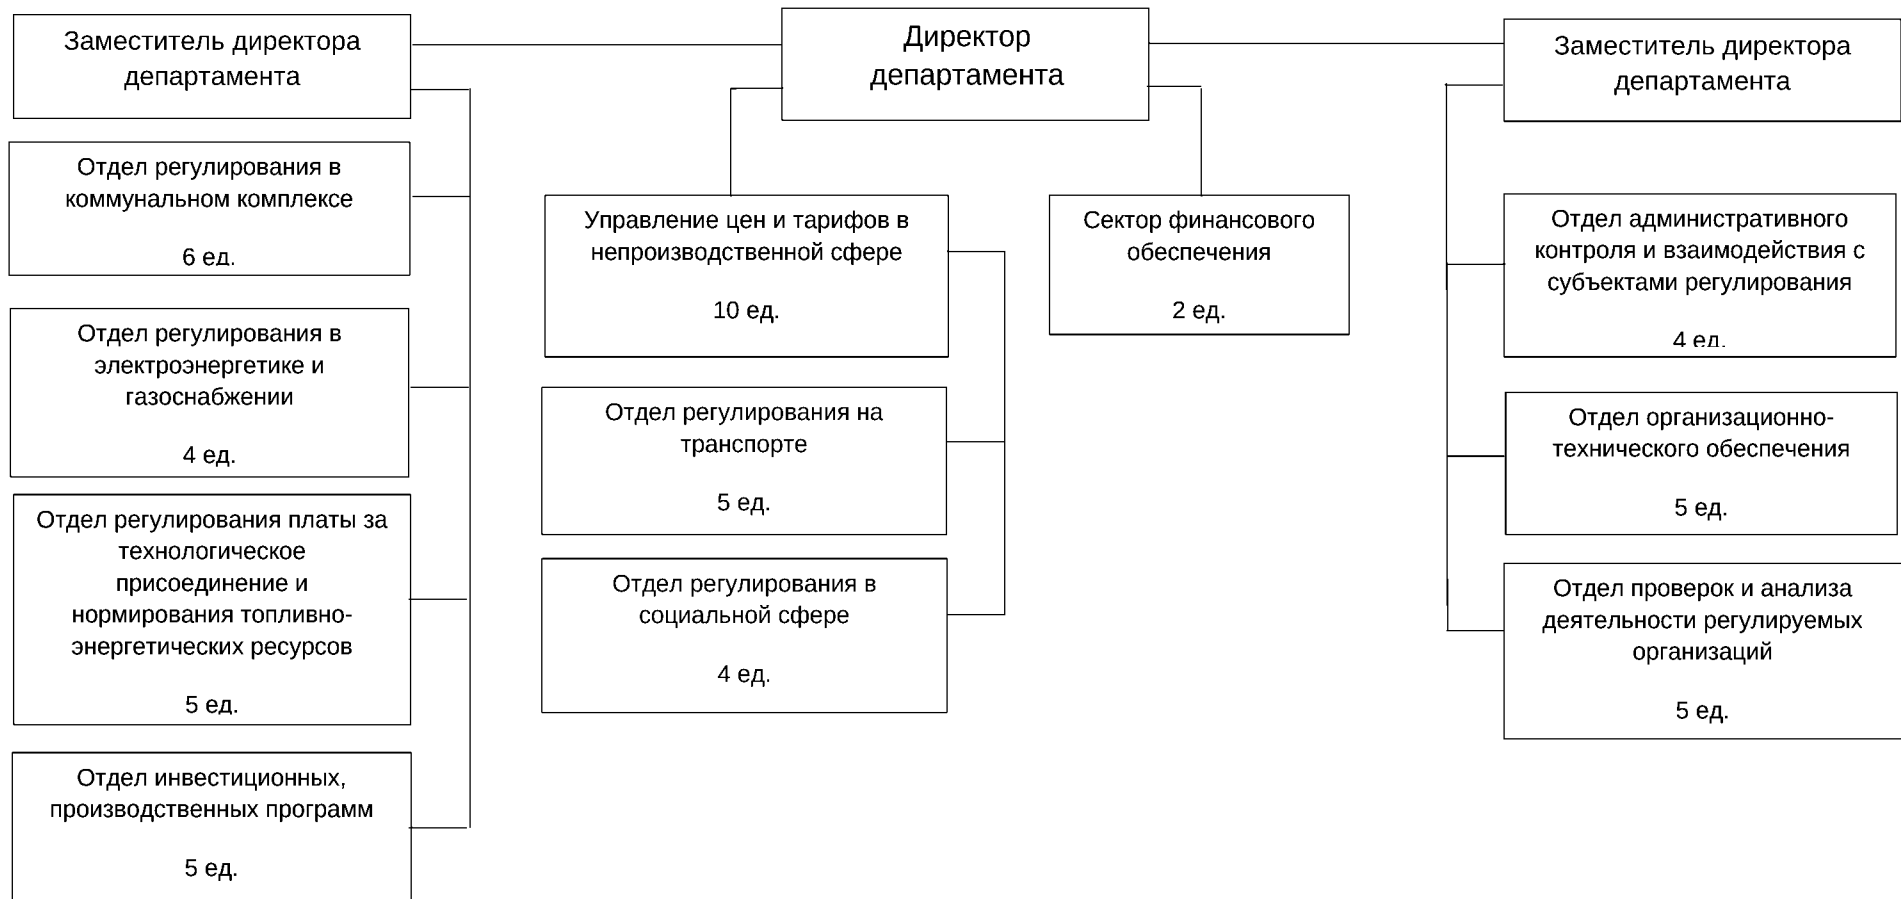 Заместитель директора
департамента
Директор
департамента
Заместитель директора
департамента
Отдел регулирования в
коммунальном комплексе
6 ед.
Отдел регулирования в
электроэнергетике и
газоснабжении
4 ед.
Отдел регулирования платы за
технологическое
присоединение и
нормирования топливно-
энергетических ресурсов
5 ед.
Отдел инвестиционных,
производственных программ
5 ед.
Управление цен и тарифов в
непроизводственной сфере
10 ед.
Отдел регулирования на
транспорте
5 ед.
Отдел регулирования в
социальной сфере
4 ед.
Сектор финансового
обеспечения
2 ед.
Отдел административного
контроля и взаимодействия с
субъектами регулирования
4 ед.
Отдел организационно-
технического обеспечения
5 ед.
Отдел проверок и анализа
деятельности регулируемых
организаций
5 ед.